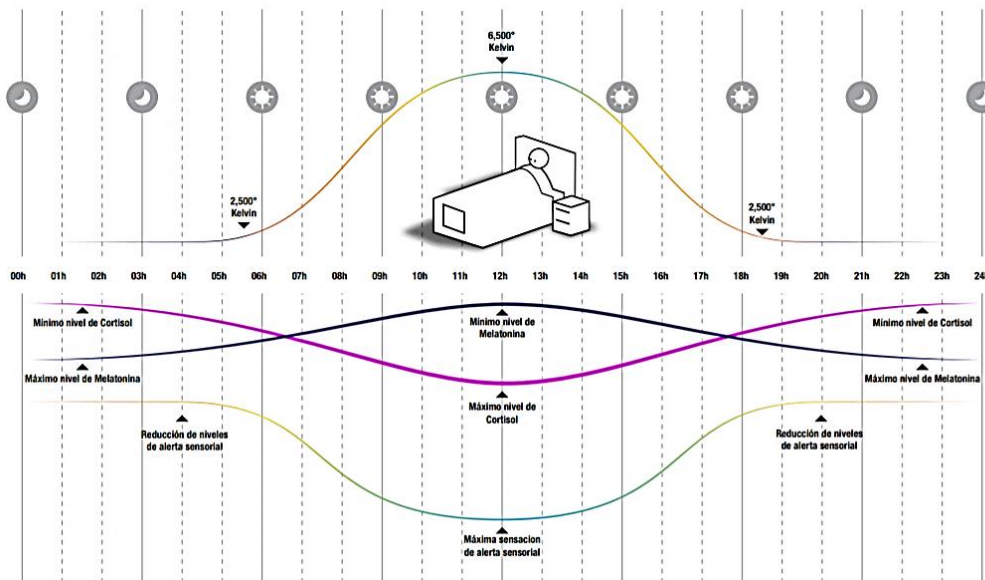 6,500°
Kelvin
2,500°
Kelvin
2,500°
Kelvin
00h 01h 02h 03h 04h 05h 06h 07h 08h 09h 10h 11h 12h 13h 14h 15h 16h 17h 18h 19h 20h 21h 22h 23h 24h
Mínimo nivel de Cortisol
Mínimo nivel de
Melatonina
Mínimo nivel de Cortisol
Máximo nivel de Melatonina
Máximo nivel de Melatonina
Máximo nivel de
Cortisol
Reducción de niveles
de alerta sensorial
Reducción de niveles
de alerta sensorial
Máxima sensacion
de alerta sensorial